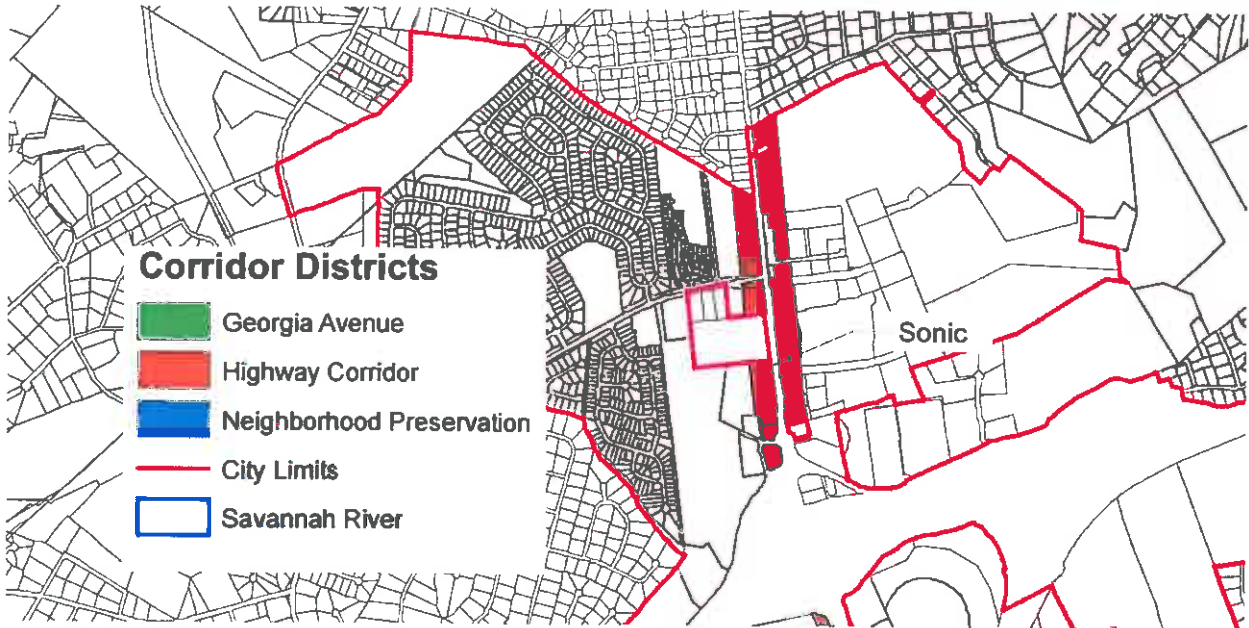 Corridor Districts
Georgia Avenue
Highway Corridor
Neighborhood Preservation
City Limits
Savannah River
Sonic